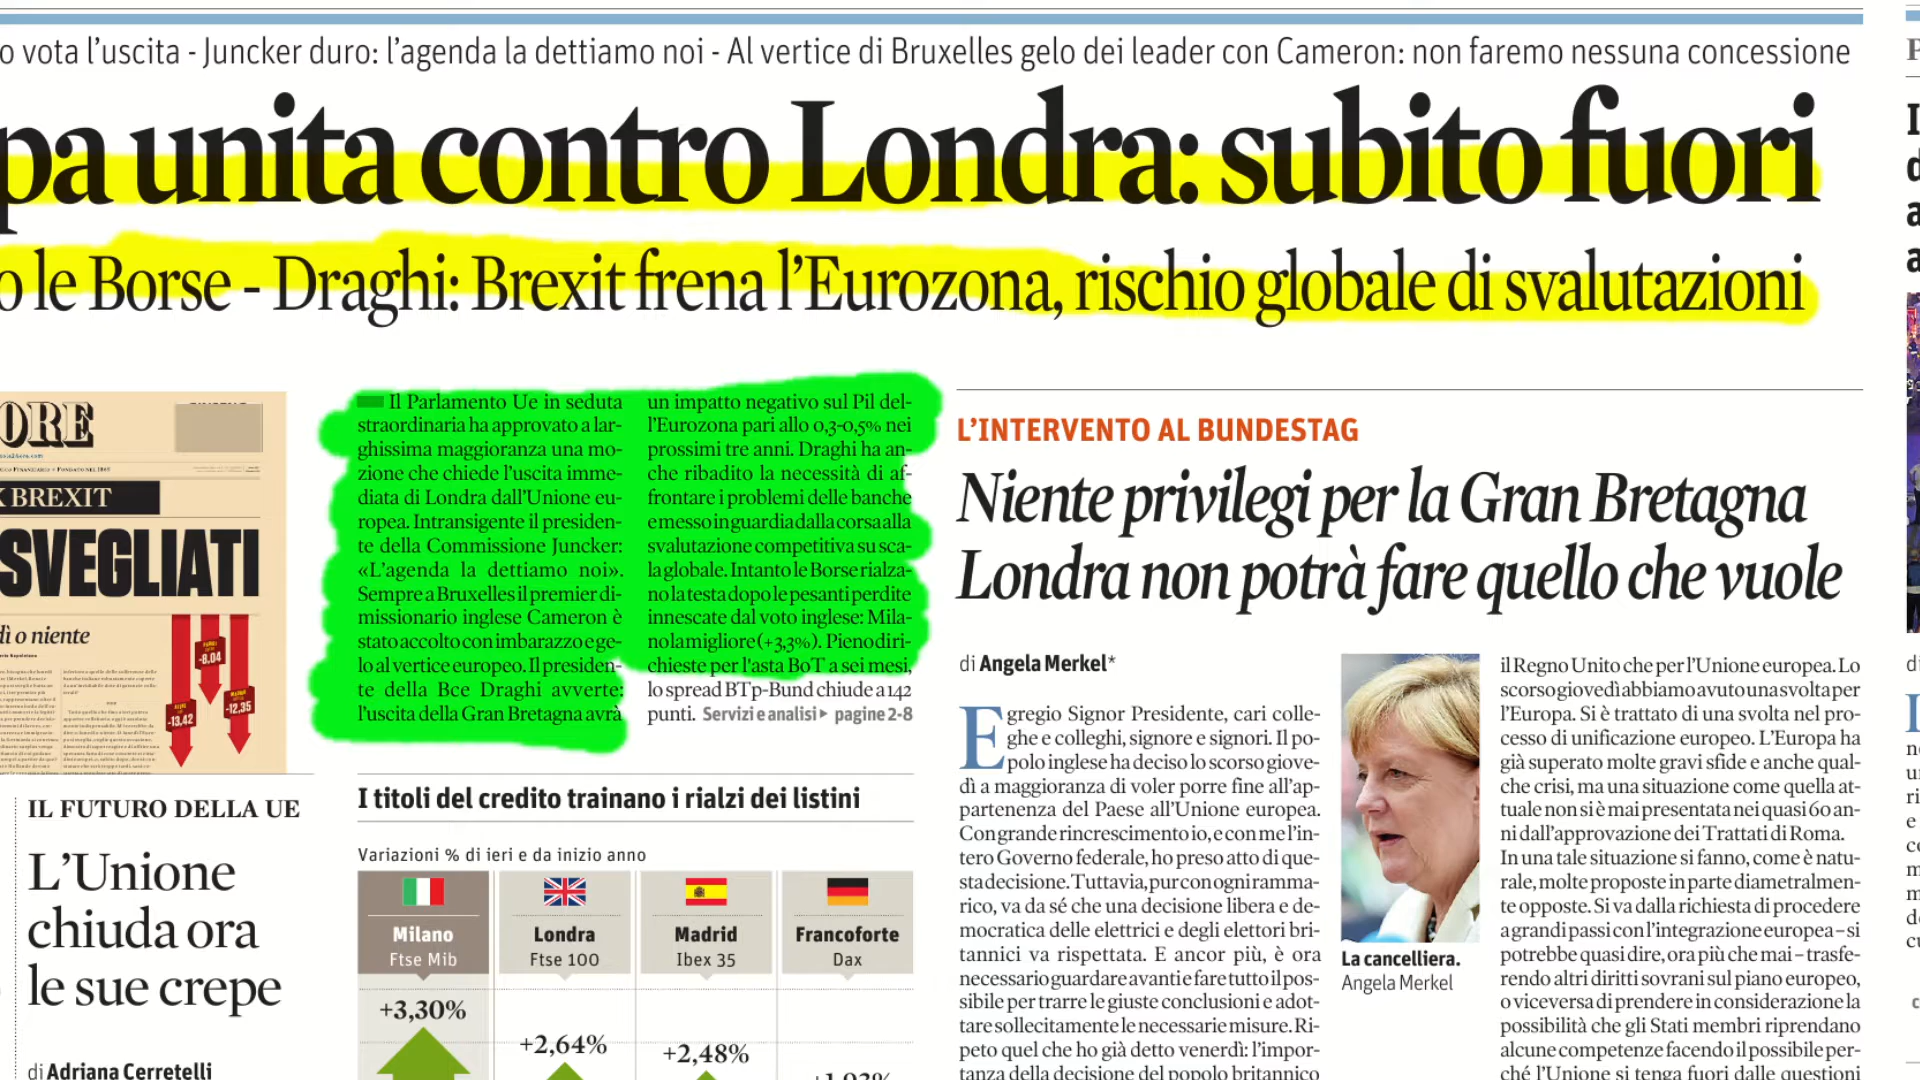 o vota l'uscita - Juncker duro: l'agenda la dettiamo noi - Al vertice di Bruxelles gelo dei leader con Cameron: non faremo nessuna concessione
pa unita contro Londra: subito fuori
o le Borse - Draghi: Brexit frena l'Eurozona, rischio globale di svalutazioni
ORE
BREXIT
SVEGLIATI
dì o niente
-8.04
-13,42
-12,35
Il Parlamento Ue in seduta
straordinaria ha approvato a lar-
ghissima maggioranza una mo-
zione che chiede l'uscita imme-
diata di Londra dall'Unione eu-
ropea. Intransigente il presiden-
te della Commissione Juncker:
«L'agenda la dettiamo noi».
Sempre a Bruxelles il premier di-
missionario inglese Cameron è
stato accolto con imbarazzo e ge-
lo al vertice europeo. Il presiden-
te della Bce Draghi avverte:
l'uscita della Gran Bretagna avrà
un impatto negativo sul Pil del-
l'Eurozona pari allo 0,3-0,5% nei
prossimi tre anni. Draghi ha an-
che ribadito la necessità di af-
frontare i problemi delle banche
e messo in guardia dalla corsa alla
svalutazione competitiva su sca-
la globale. Intanto le Borse rialza-
no la testa dopo le pesanti perdite
innescate dal voto inglese: Mila-
no la migliore (+3,3%). Pieno di ri-
chieste per l'asta BoT a sei mesi,
lo spread BTp-Bund chiude a 142
punti. Servizi e analisi ▸ pagine 2-8
IL FUTURO DELLA UE
L'Unione
chiuda ora
le sue crepe
di Adriana Cerretelli
I titoli del credito trainano i rialzi dei listini
Variazioni % di ieri e da inizio anno
Milano
Ftse Mib
+3,30%
Londra
Ftse 100
+2,64%
Madrid
Ibex 35
+2,48%
Francoforte
Dax
L'INTERVENTO AL BUNDESTAG
Niente privilegi per la Gran Bretagna
Londra non potrà fare quello che vuole
di Angela Merkel*
Egregio Signor Presidente, cari colle-
ghe e colleghi, signore e signori. Il po-
polo inglese ha deciso lo scorso giove-
dì a maggioranza di voler porre fine all'ap-
partenenza del Paese all'Unione europea.
Con grande rincrescimento io, e con me l'in-
tero Governo federale, ho preso atto di que-
sta decisione. Tuttavia, pur con ogni ramma-
rico, va da sé che una decisione libera e de-
mocratica delle elettrici e degli elettori bri-
tannici va rispettata. E ancor più, è ora
necessario guardare avanti e fare tutto il pos-
sibile per trarre le giuste conclusioni e adot-
tare sollecitamente le necessarie misure. Ri-
peto quel che ho già detto venerdì: l'impor-
tanza della decisione del popolo britannico
La cancelliera.
Angela Merkel
il Regno Unito che per l'Unione europea. Lo
scorso giovedì abbiamo avuto una svolta per
l'Europa. Si è trattato di una svolta nel pro-
cesso di unificazione europeo. L'Europa ha
già superato molte gravi sfide e anche qual-
che crisi, ma una situazione come quella at-
tuale non si è mai presentata nei quasi 60 an-
ni dall'approvazione dei Trattati di Roma.
In una tale situazione si fanno, come è natu-
rale, molte proposte in parte diametralmen-
te opposte. Si va dalla richiesta di procedere
a grandi passi con l'integrazione europea – si
potrebbe quasi dire, ora più che mai – trasfe-
rendo altri diritti sovrani sul piano europeo,
o viceversa di prendere in considerazione la
possibilità che gli Stati membri riprendano
alcune competenze facendo il possibile per-
ché l'Unione si tenga fuori dalle questioni